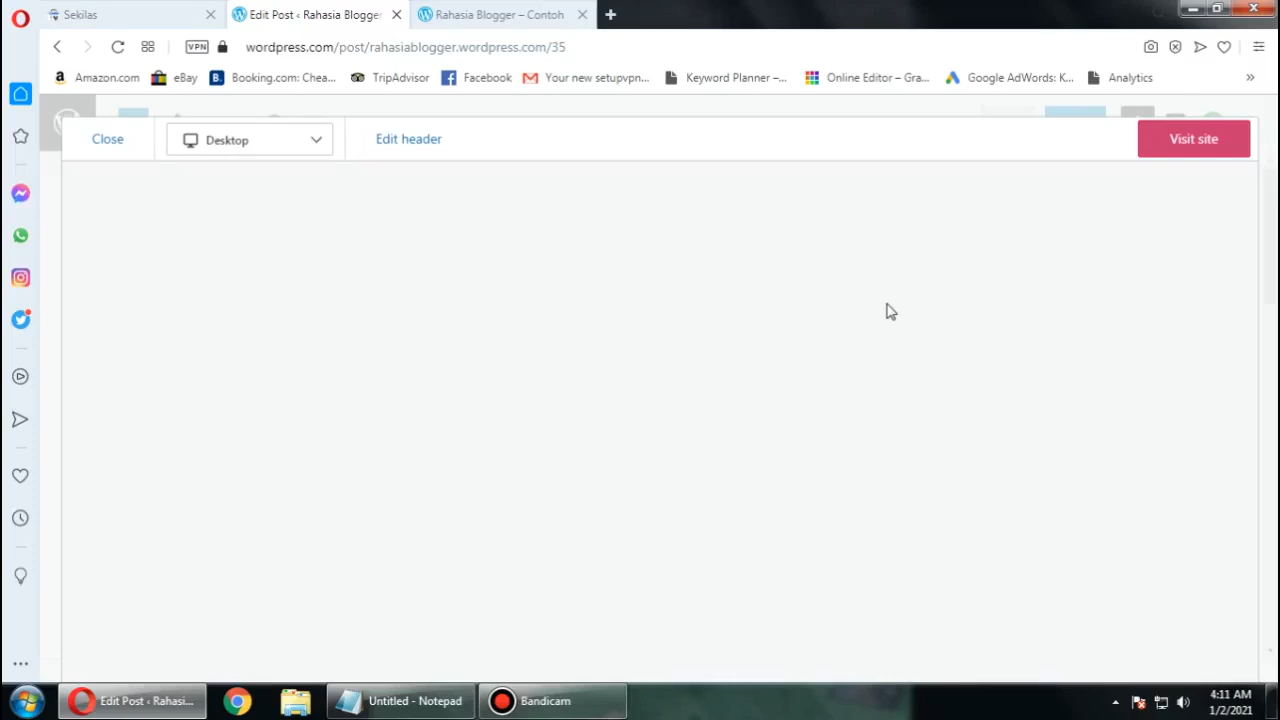 Sekilas
Edit Post ‹ Rahasia Blogger
Rahasia Blogger – Contoh
VPN
wordpress.com/post/rahasiablogger.wordpress.com/35
Amazon.com
eBay
Booking.com: Chea...
TripAdvisor
Facebook
Your new setupvpn...
Keyword Planner –...
Online Editor – Gra...
Google AdWords: K...
Analytics
Close
Desktop
Edit header
Visit site
Edit Post ‹ Rahasi...
Untitled - Notepad
Bandicam
4:11 AM
1/2/2021